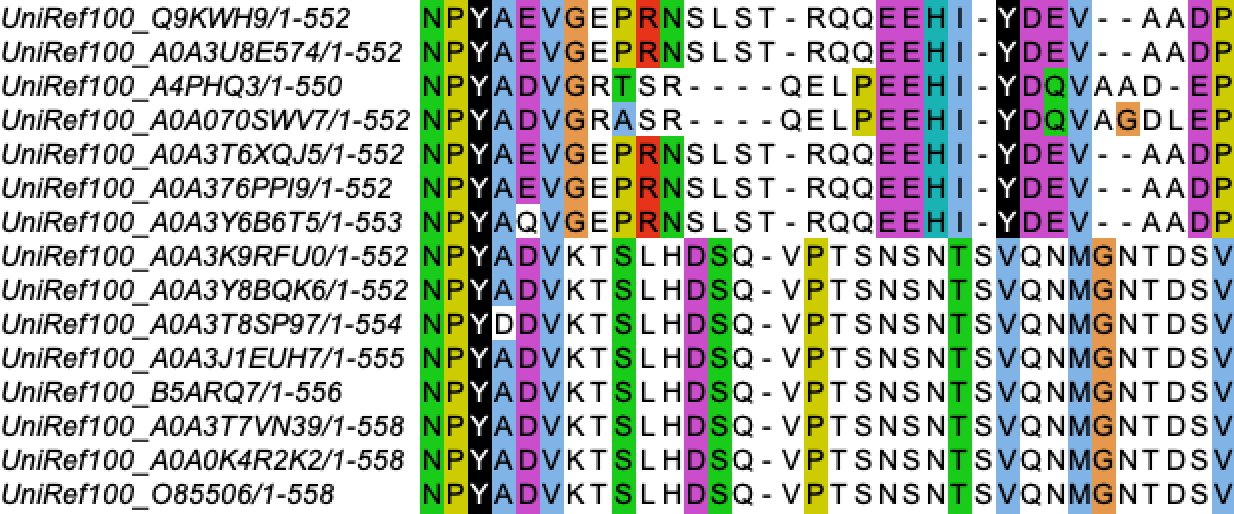 UniRef100_Q9KWH9/1-552 NPYAEVGEPRNSLST-RQQEEHI-YDEV--AADP
UniRef100_A0A3U8E574/1-552 NPYAEVGEPRNSLST-RQQEEHI-YDEV--AADP
UniRef100_A4PHQ3/1-550 NPYADVGRTSR----QELPEEHI-YDQVAAD-EP
UniRef100_A0A070SWV7/1-552 NPYADVGRASR----QELPEEHI-YDQVAGDLEP
UniRef100_A0A3T6XQJ5/1-552 NPYAEVGEPRNSLST-RQQEEHI-YDEV--AADP
UniRef100_A0A376PPI9/1-552 NPYAEVGEPRNSLST-RQQEEHI-YDEV--AADP
UniRef100_A0A3Y6B6T5/1-553 NPYAQVGEPRNSLST-RQQEEHI-YDEV--AADP
UniRef100_A0A3K9RFU0/1-552 NPYADVKTSLHDSQ-VPTSNSNTSVQNMGNTDSV
UniRef100_A0A3Y8BQK6/1-552 NPYADVKTSLHDSQ-VPTSNSNTSVQNMGNTDSV
UniRef100_A0A3T8SP97/1-554 NPYDDVKTSLHDSQ-VPTSNSNTSVQNMGNTDSV
UniRef100_A0A3J1EUH7/1-555 NPYADVKTSLHDSQ-VPTSNSNTSVQNMGNTDSV
UniRef100_B5ARQ7/1-556 NPYADVKTSLHDSQ-VPTSNSNTSVQNMGNTDSV
UniRef100_A0A3T7VN39/1-558 NPYADVKTSLHDSQ-VPTSNSNTSVQNMGNTDSV
UniRef100_A0A0K4R2K2/1-558 NPYADVKTSLHDSQ-VPTSNSNTSVQNMGNTDSV
UniRef100_O85506/1-558 NPYADVKTSLHDSQ-VPTSNSNTSVQNMGNTDSV